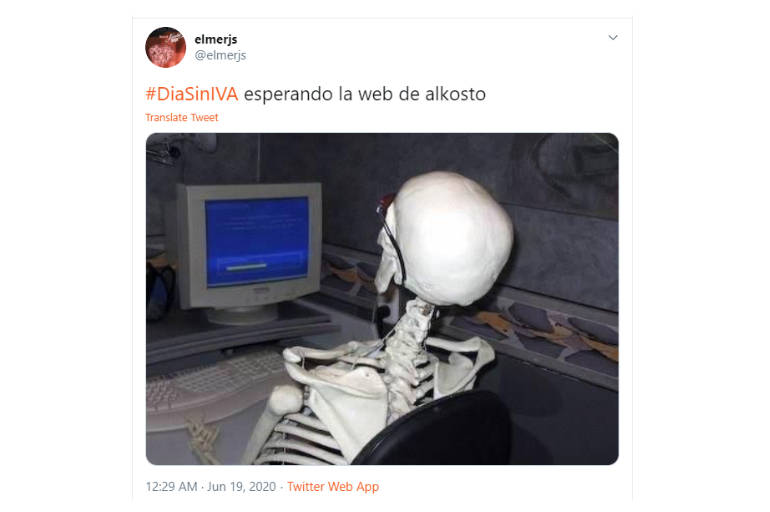 elmerjs
@elmerjs
#DiaSinIVA esperando la web de alkosto
Translate Tweet
12:29 AM · Jun 19, 2020 · Twitter Web App